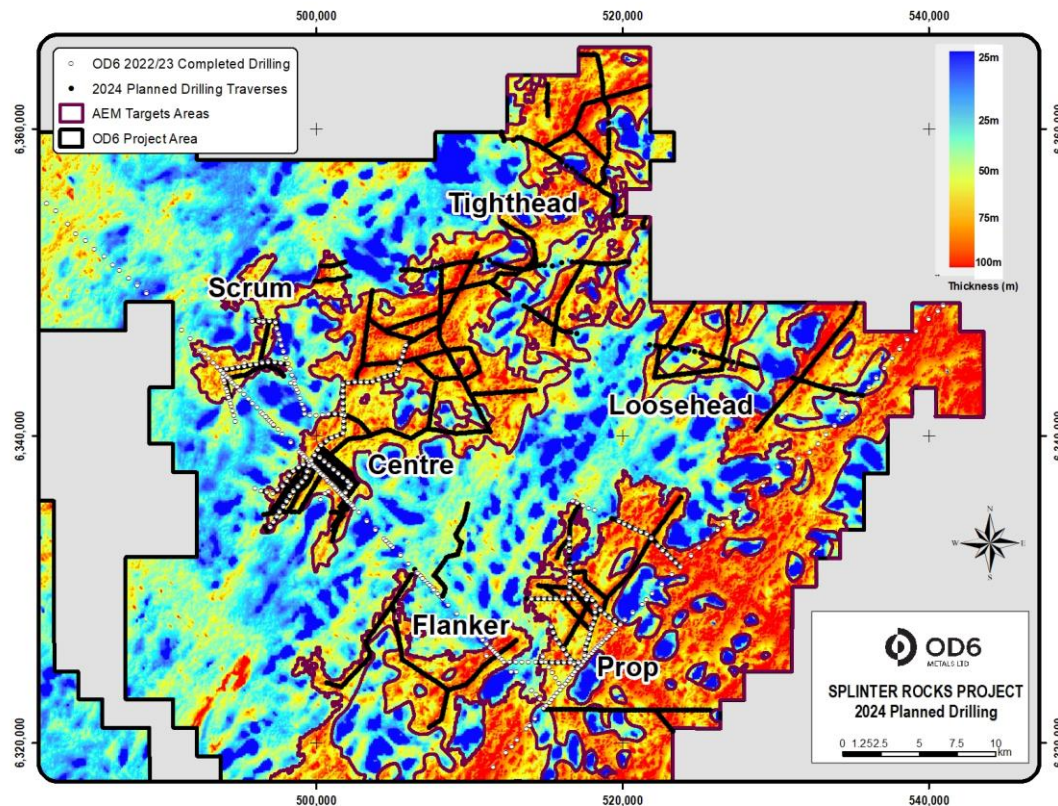 500,000
520,000
540,000
OD6 2022/23 Completed Drilling
2024 Planned Drilling Traverses
AEM Targets Areas
OD6 Project Area
25m
25m
50m
75m
100m
Thickness (m)
6,360,000
Tighthead
Scrum
Loosehead
6,340,000
Centre
N
W
E
S
Flanker
Prop
OD6
METALS LTD
SPLINTER ROCKS PROJECT
2024 Planned Drilling
0 1.25 2.5 5 7.5 10
km
6,320,000
500,000
520,000
540,000